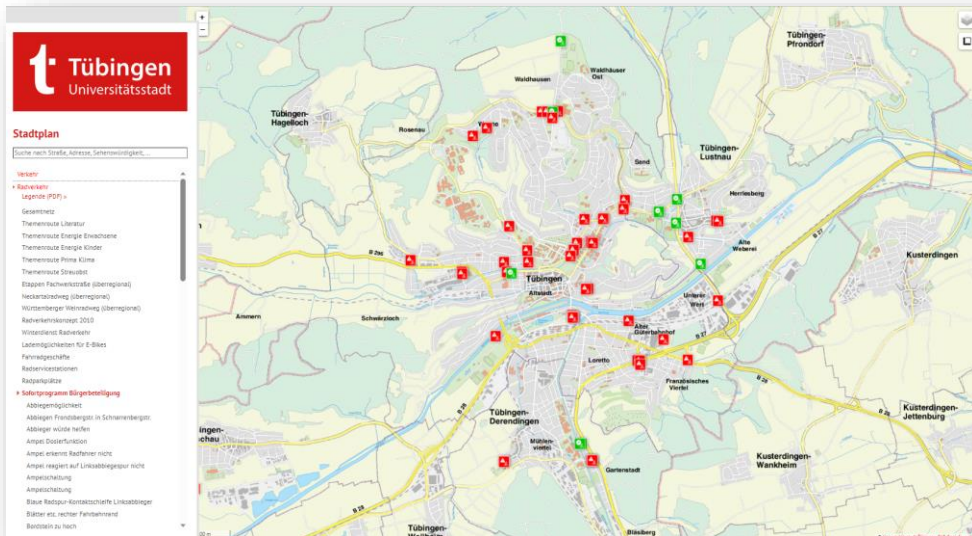 t Tübingen
Universitätsstadt
Stadtplan
Suche nach Straße, Adresse, Sehenswürdigkeit, ...
Verkehr
Radverkehr
Legende (PDF)
Gesamtnetz
Themenroute Literatur
Themenroute Energie Erwachsene
Themenroute Energie Kinder
Themenroute Prima Klima
Themenroute Streuobst
Etappen Fachwerkstraße (überregional)
Neckartalradweg (überregional)
Württemberger Weinradweg (überregional)
Radverkehrskonzept 2010
Winterdienst Radverkehr
Lademöglichkeiten für E-Bikes
Fahrradgeschäfte
Radservicestationen
Radparkplätze
Sofortprogramm Bürgerbeteiligung
Abbiegemöglichkeit
Abbieger würde helfen
Ampel Dosierfunktion
Ampel erkennt Radfahrer nicht
Ampel reagiert auf Linksabbiegespur nicht
Ampelschaltung
Ampelschaltung
Blaue Radspur-Kontaktschleife Linksabbieger
Blätter etc. rechter Fahrbahnrand
Bordstein zu hoch
+
−
Tübingen-
Pfrondorf
Waldhausen
Waldhäuser
Ost
Tübingen-
Hagelloch
Rosenau
Wanne
Tübingen-
Lustnau
Sand
Herrlesberg
B 27
Alte
Weberei
Kusterdingen
B 296
Tübingen
Altstadt
Unterer
Wert
Ammern
Schwärzloch
Alter
Güterbahnhof
B 27
Loretto
Französisches
Viertel
B 28
B 28
Tübingen-
Derendingen
Kusterdingen-
Jettenburg
Mühlen-
viertel
Gartenstadt
Kusterdingen-
Wankheim
B 28
Tübingen-
Bläsiberg